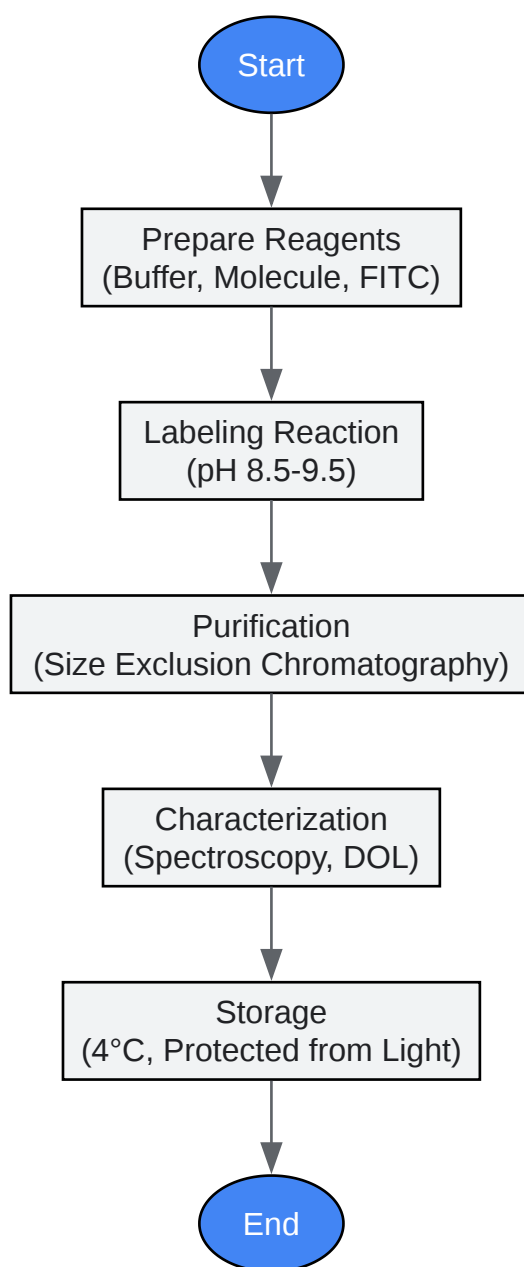 Start
Prepare Reagents
(Buffer, Molecule, FITC)
Labeling Reaction
(pH 8.5-9.5)
Purification
(Size Exclusion Chromatography)
Characterization
(Spectroscopy, DOL)
Storage
(4°C, Protected from Light)
End